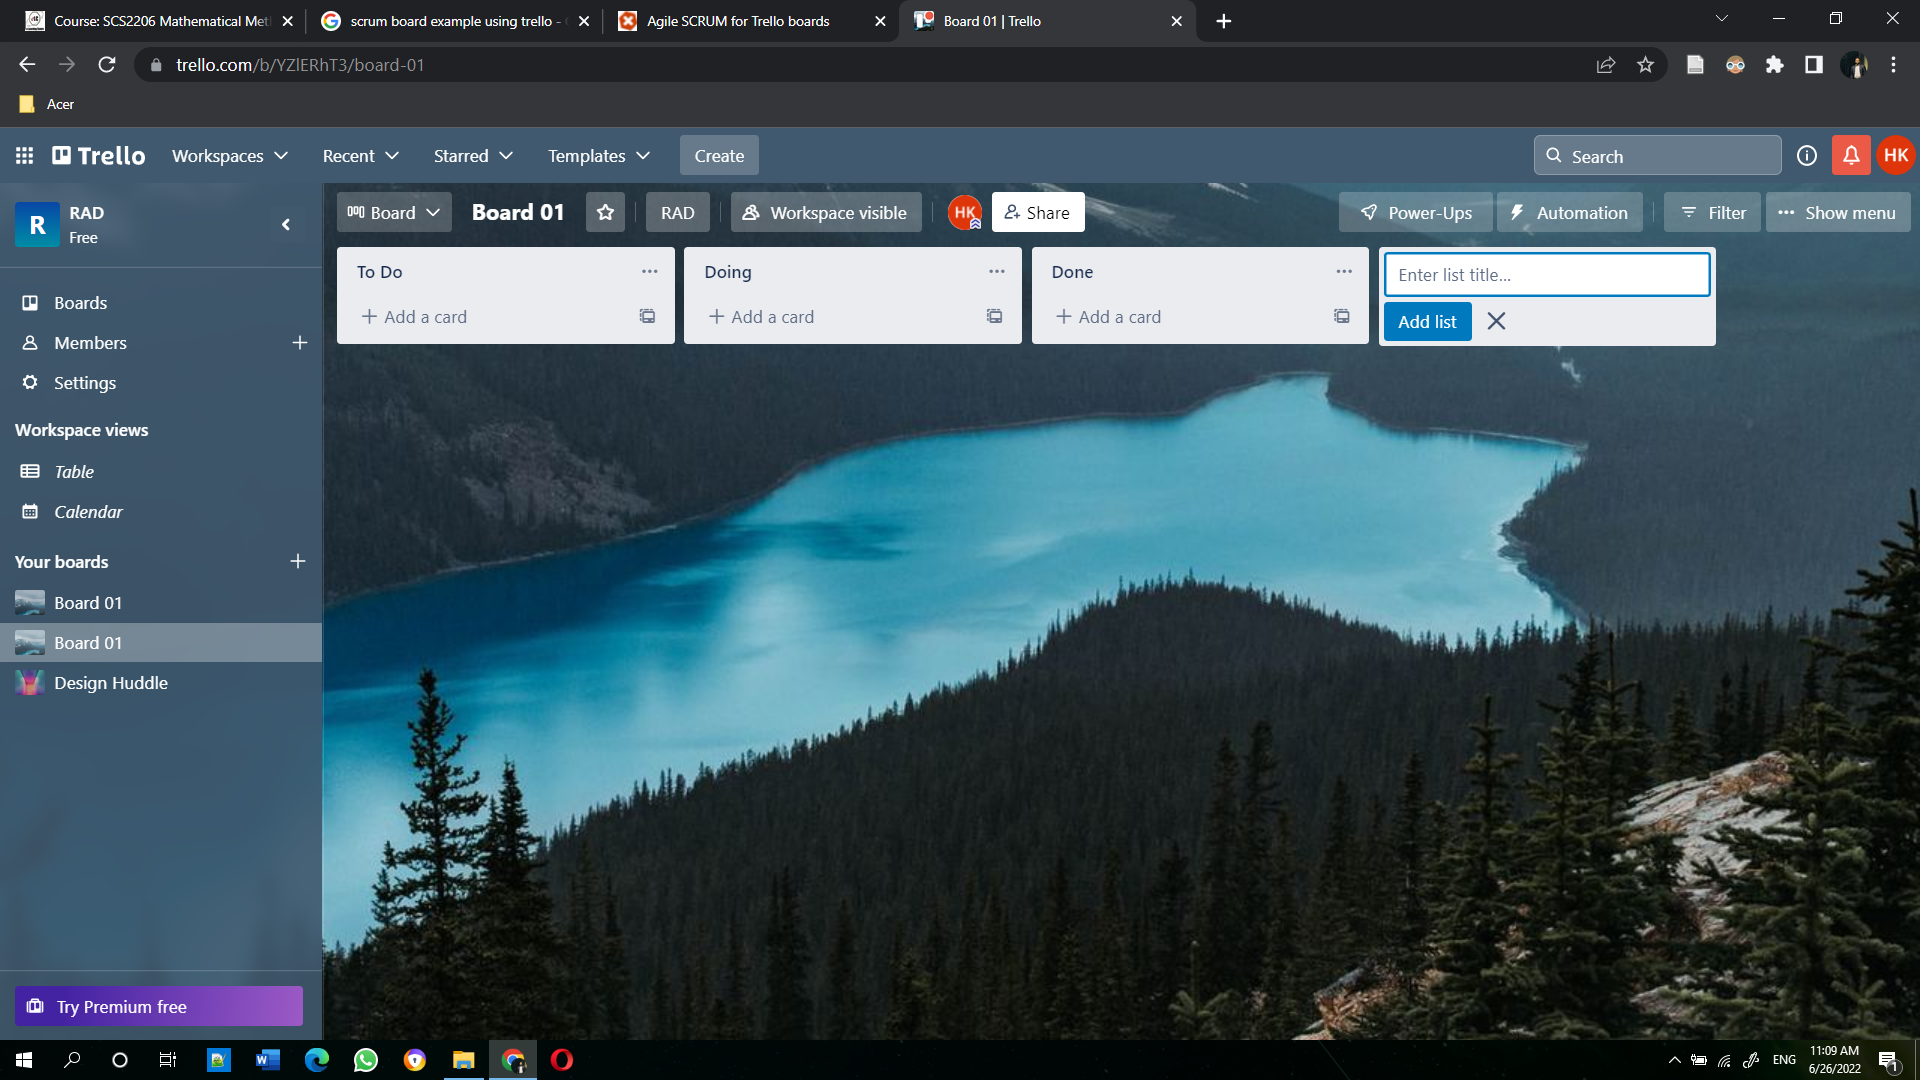 Course: SCS2206 Mathematical Met
scrum board example using trello -
Agile SCRUM for Trello boards
Board 01 | Trello
trello.com/b/YZlERhT3/board-01
Acer
Trello
Workspaces
Recent
Starred
Templates
Create
Search
HK
R
RAD
Free
Board
Board 01
RAD
Workspace visible
HK
Share
Power-Ups
Automation
Filter
Show menu
To Do
Doing
Done
Enter list title...
Add a card
Add a card
Add a card
Add list
Boards
Members
Settings
Workspace views
Table
Calendar
Your boards
Board 01
Board 01
Design Huddle
Try Premium free
ENG
11:09 AM
6/26/2022
1